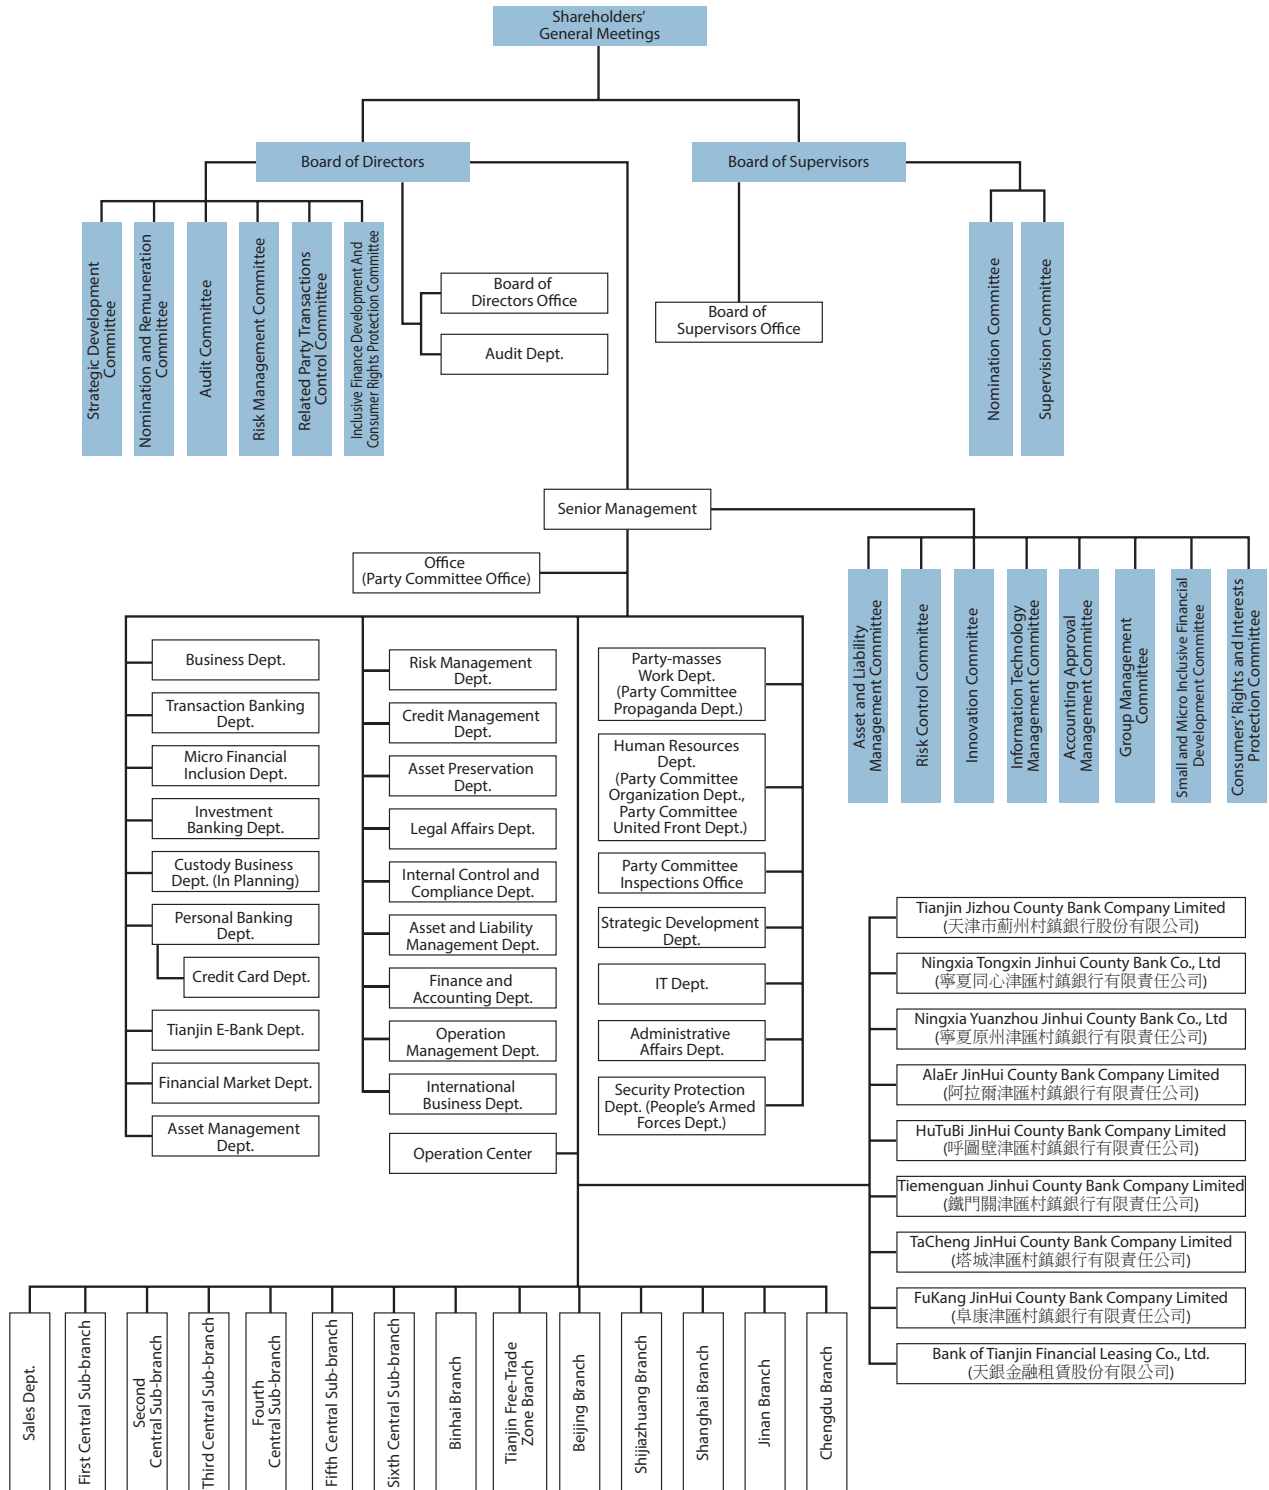 Shareholders'
General Meetings
Board of Directors
Board of Supervisors
Strategic Development
Committee
Nomination and Remuneration
Committee
Audit Committee
Risk Management Committee
Related Party Transactions
Control Committee
Inclusive Finance Development And
Consumer Rights Protection Committee
Board of
Directors Office
Audit Dept.
Board of
Supervisors Office
Nomination Committee
Supervision Committee
Senior Management
Office
(Party Committee Office)
Asset and Liability
Management Committee
Risk Control Committee
Innovation Committee
Information Technology
Management Committee
Accounting Approval
Management Committee
Group Management
Committee
Small and Micro Inclusive Financial
Development Committee
Consumers' Rights and Interests
Protection Committee
Business Dept.
Transaction Banking
Dept.
Micro Financial
Inclusion Dept.
Investment
Banking Dept.
Custody Business
Dept. (In Planning)
Personal Banking
Dept.
Credit Card Dept.
Tianjin E-Bank Dept.
Financial Market Dept.
Asset Management
Dept.
Risk Management
Dept.
Credit Management
Dept.
Asset Preservation
Dept.
Legal Affairs Dept.
Internal Control and
Compliance Dept.
Asset and Liability
Management Dept.
Finance and
Accounting Dept.
Operation
Management Dept.
International
Business Dept.
Operation Center
Party-masses
Work Dept.
(Party Committee
Propaganda Dept.)
Human Resources
Dept.
(Party Committee
Organization Dept.,
Party Committee
United Front Dept.)
Party Committee
Inspections Office
Strategic Development
Dept.
IT Dept.
Administrative
Affairs Dept.
Security Protection
Dept. (People's Armed
Forces Dept.)
Tianjin Jizhou County Bank Company Limited
(天津市薊州村鎮銀行股份有限公司)
Ningxia Tongxin Jinhui County Bank Co., Ltd
(寧夏同心津匯村鎮銀行有限責任公司)
Ningxia Yuanzhou Jinhui County Bank Co., Ltd
(寧夏原州津匯村鎮銀行有限責任公司)
AlaEr JinHui County Bank Company Limited
(阿拉爾津匯村鎮銀行有限責任公司)
HuTuBi JinHui County Bank Company Limited
(呼圖壁津匯村鎮銀行有限責任公司)
Tiemenguan Jinhui County Bank Company Limited
(鐵門關津匯村鎮銀行有限責任公司)
TaCheng JinHui County Bank Company Limited
(塔城津匯村鎮銀行有限責任公司)
FuKang JinHui County Bank Company Limited
(阜康津匯村鎮銀行有限責任公司)
Bank of Tianjin Financial Leasing Co., Ltd.
(天銀金融租賃股份有限公司)
Sales Dept.
First Central Sub-branch
Second
Central Sub-branch
Third Central Sub-branch
Fourth
Central Sub-branch
Fifth Central Sub-branch
Sixth Central Sub-branch
Binhai Branch
Tianjin Free-Trade
Zone Branch
Beijing Branch
Shijiazhuang Branch
Shanghai Branch
Jinan Branch
Chengdu Branch